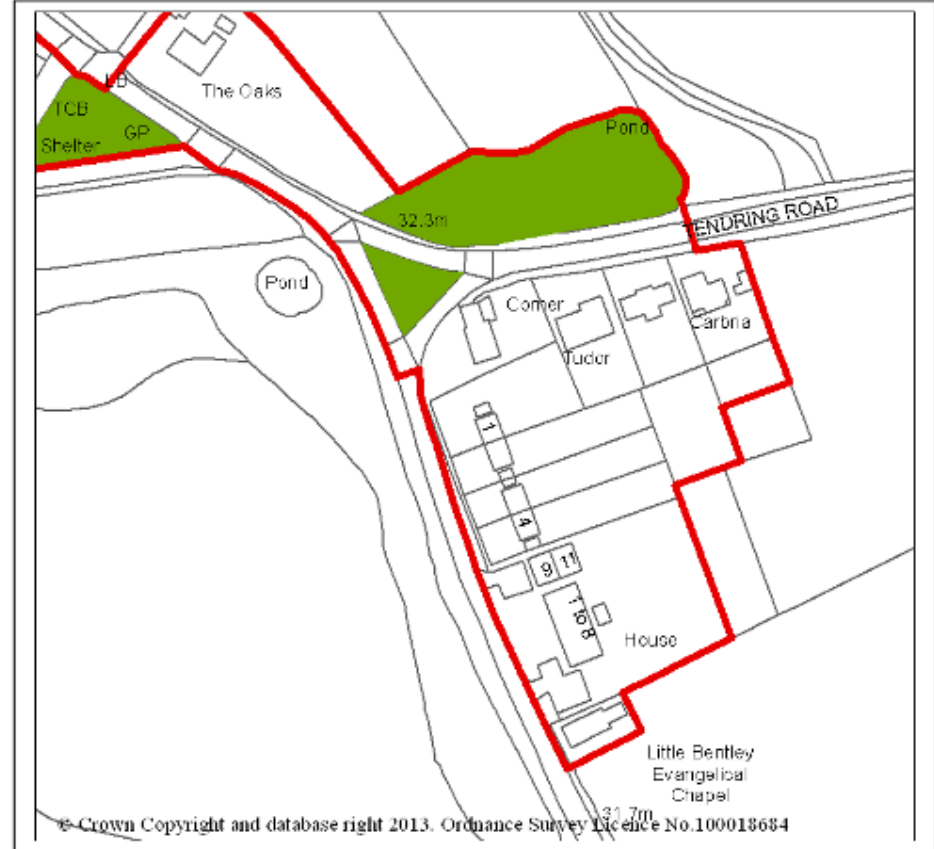 LB
The Oaks
TCB
GP
Shelter
Pond
32.3m
TENDRING ROAD
Pond
Corner
Carbria
Tudor
1
4
9
11
1 to 8
House
Little Bentley
Evangelical
Chapel
31.7m
© Crown Copyright and database right 2013. Ordnance Survey Licence No.100018684